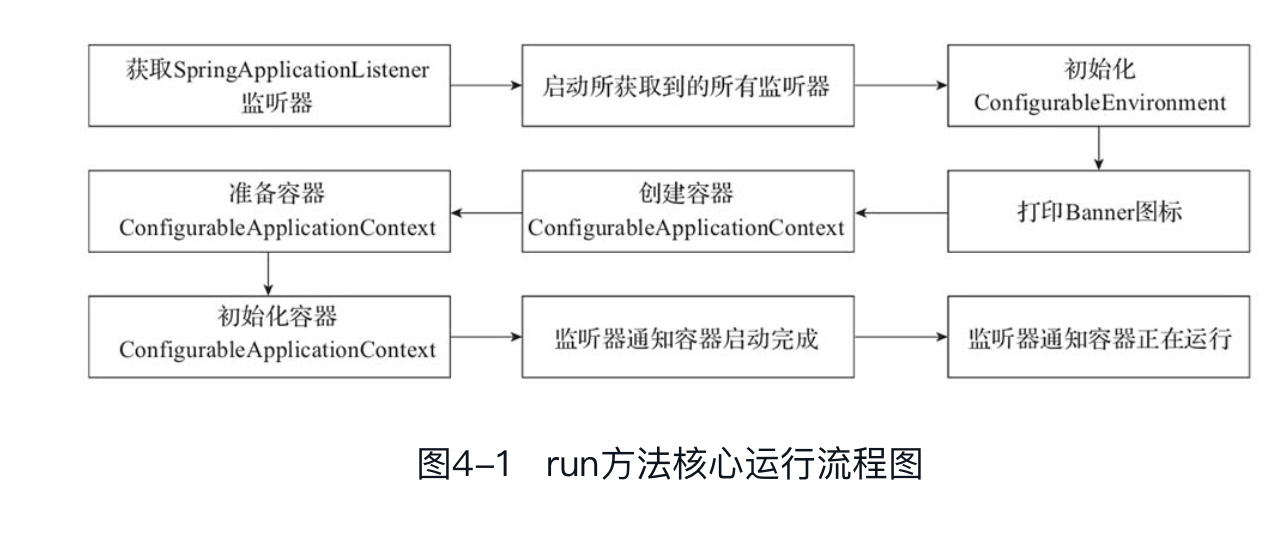 获取SpringApplicationListener
监听器
启动所获取到的所有监听器
初始化
ConfigurableEnvironment
打印Banner图标
创建容器
ConfigurableApplicationContext
准备容器
ConfigurableApplicationContext
初始化容器
ConfigurableApplicationContext
监听器通知容器启动完成
监听器通知容器正在运行
图4–1 run方法核心运行流程图